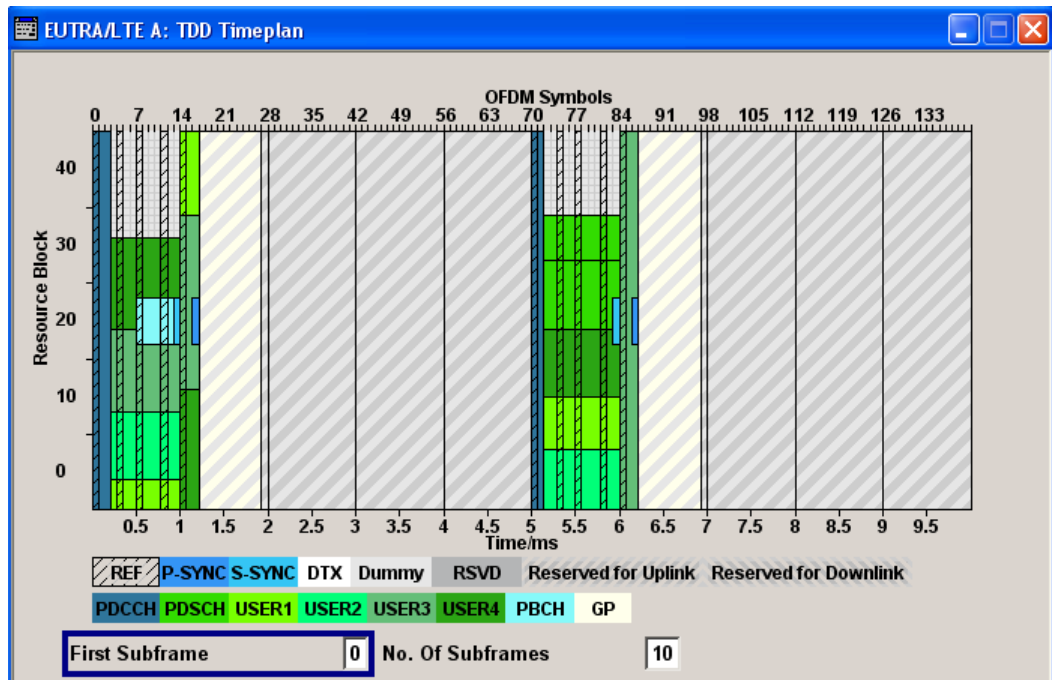 EUTRA/LTE A: TDD Timeplan
OFDM Symbols
0 7 14 21 28 35 42 49 56 63 70 77 84 91 98 105 112 119 126 133
Resource Block
40
30
20
10
0
0.5 1 1.5 2 2.5 3 3.5 4 4.5 5 5.5 6 6.5 7 7.5 8 8.5 9 9.5
Time/ms
REF P-SYNC S-SYNC DTX Dummy RSVD Reserved for Uplink Reserved for Downlink
PDCCH PDSCH USER1 USER2 USER3 USER4 PBCH GP
First Subframe 0 No. Of Subframes 10